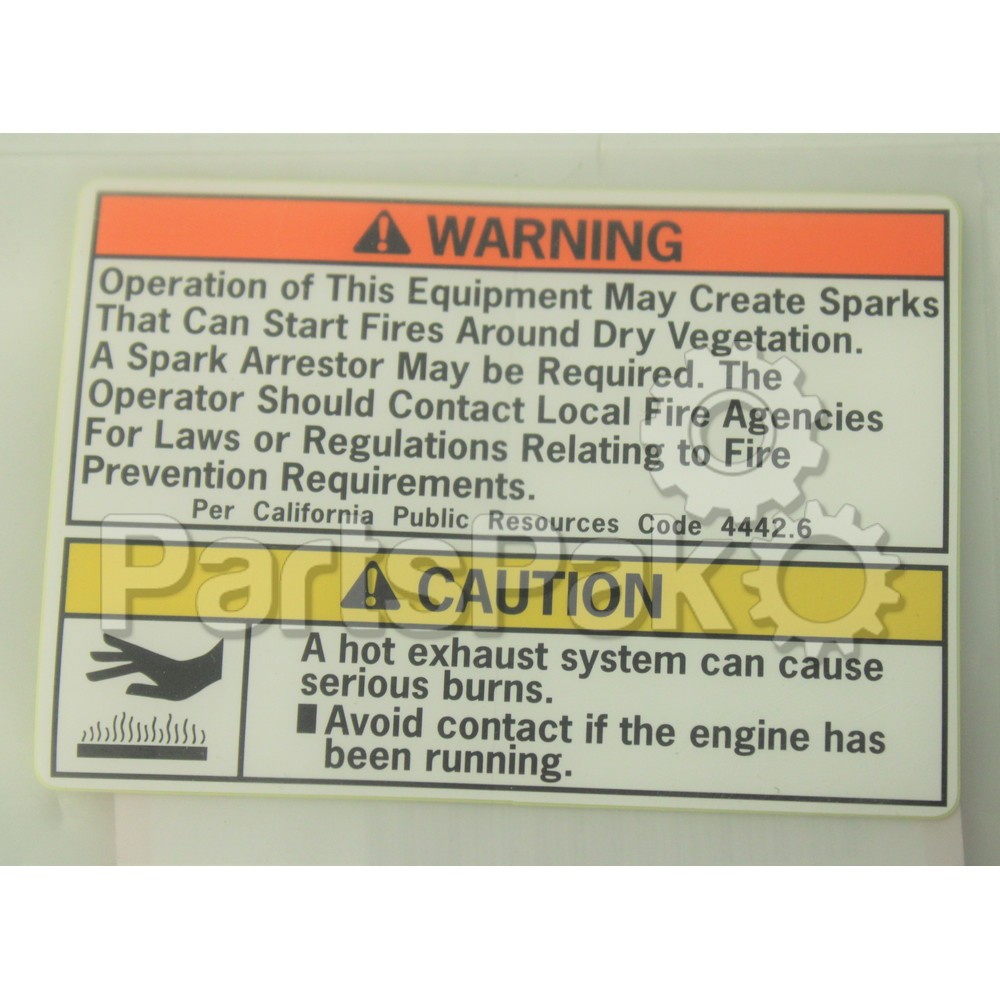 WARNING
Operation of This Equipment May Create Sparks
That Can Start Fires Around Dry Vegetation.
A Spark Arrestor May be Required. The
Operator Should Contact Local Fire Agencies
For Laws or Regulations Relating to Fire
Prevention Requirements.
Per California Public Resources Code 4442.6
PartsPak
CAUTION
A hot exhaust system can cause
serious burns.
■ Avoid contact if the engine has
been running.